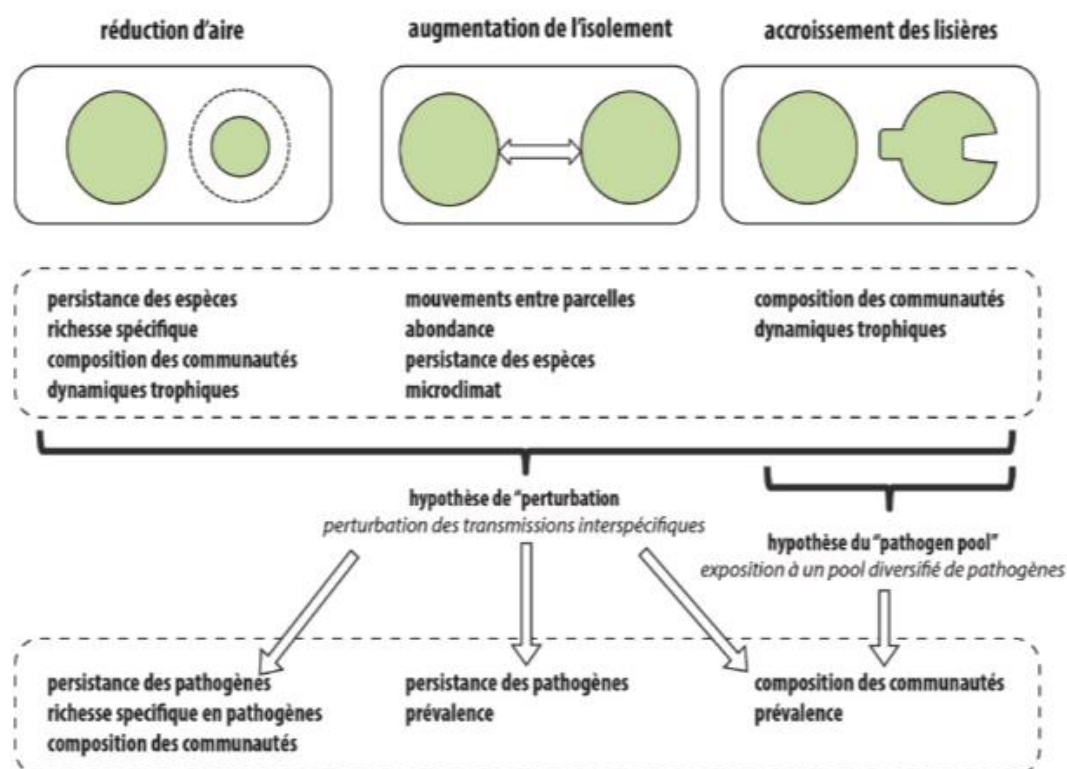 réduction d'aire
augmentation de l'isolement
accroissement des lisières
persistance des espèces
richesse spécifique
composition des communautés
dynamiques trophiques
mouvements entre parcelles
abondance
persistance des espèces
microclimat
composition des communautés
dynamiques trophiques
hypothèse de "perturbation
perturbation des transmissions interspécifiques
hypothèse du "pathogen pool"
exposition à un pool diversifié de pathogènes
persistance des pathogènes
richesse specifique en pathogènes
composition des communautés
persistance des pathogènes
prévalence
composition des communautés
prévalence